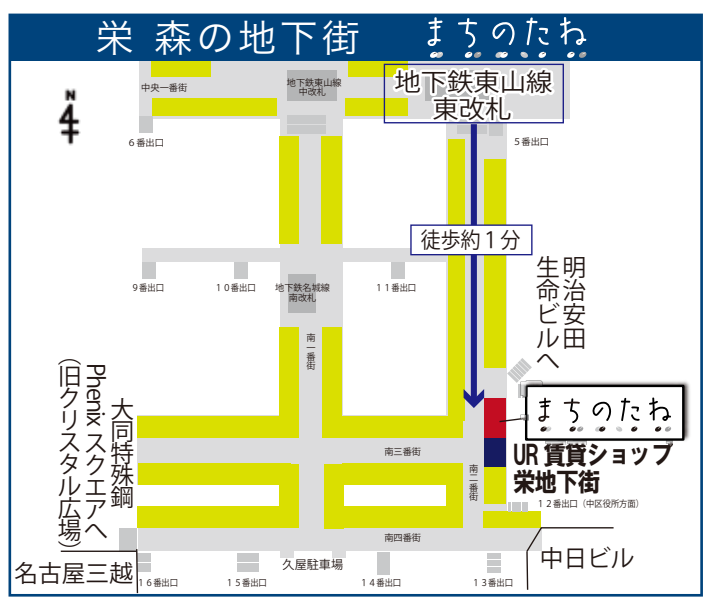 栄 森の地下街 まちのたね
中央一番街
地下鉄東山線
中改札
地下鉄東山線
東改札
N
6番出口
5番出口
徒歩約1分
9番出口
10番出口
地下鉄名城線
南改札
11番出口
明治安田
生命ビルへ
南一番街
まちのたね
UR賃貸ショップ
栄地下街
大同特殊鋼
Phenixスクエアへ
(旧クリスタル広場)
南三番街
南二番街
12番出口(中区役所方面)
南四番街
名古屋三越
久屋駐車場
中日ビル
16番出口
15番出口
14番出口
13番出口